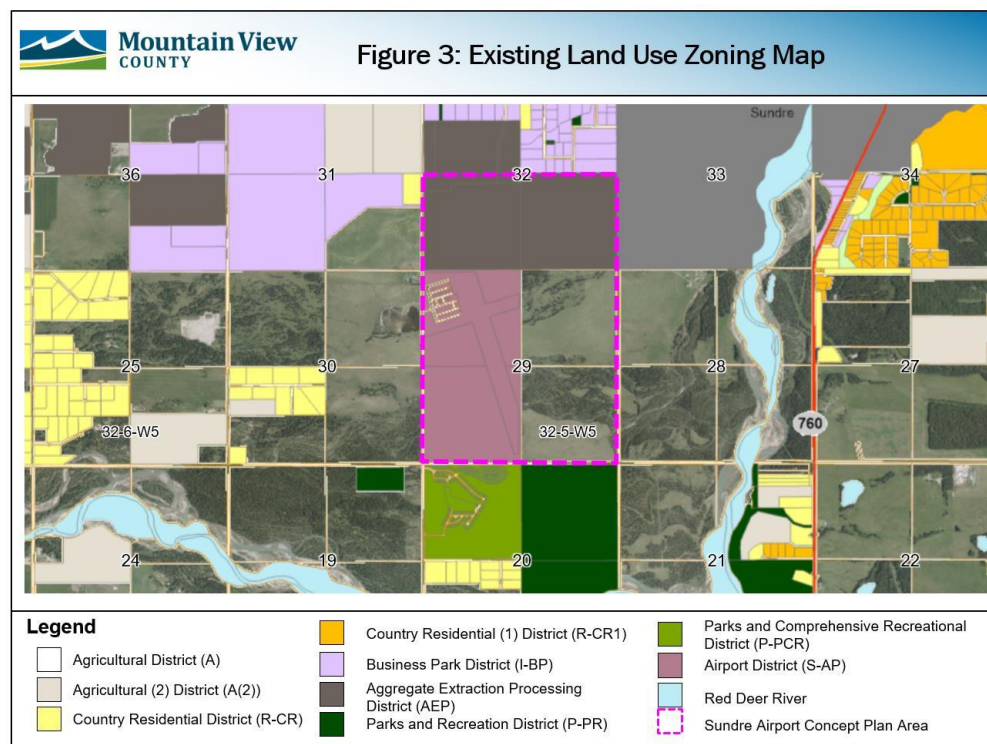 Mountain View
COUNTY
Figure 3: Existing Land Use Zoning Map
Sundre
36
31
32
33
34
25
30
29
28
27
32-6-W5
32-5-W5
760
24
19
20
21
22
Legend
Agricultural District (A)
Agricultural (2) District (A(2))
Country Residential District (R-CR)
Country Residential (1) District (R-CR1)
Business Park District (I-BP)
Aggregate Extraction Processing
District (AEP)
Parks and Recreation District (P-PR)
Parks and Comprehensive Recreational
District (P-PCR)
Airport District (S-AP)
Red Deer River
Sundre Airport Concept Plan Area